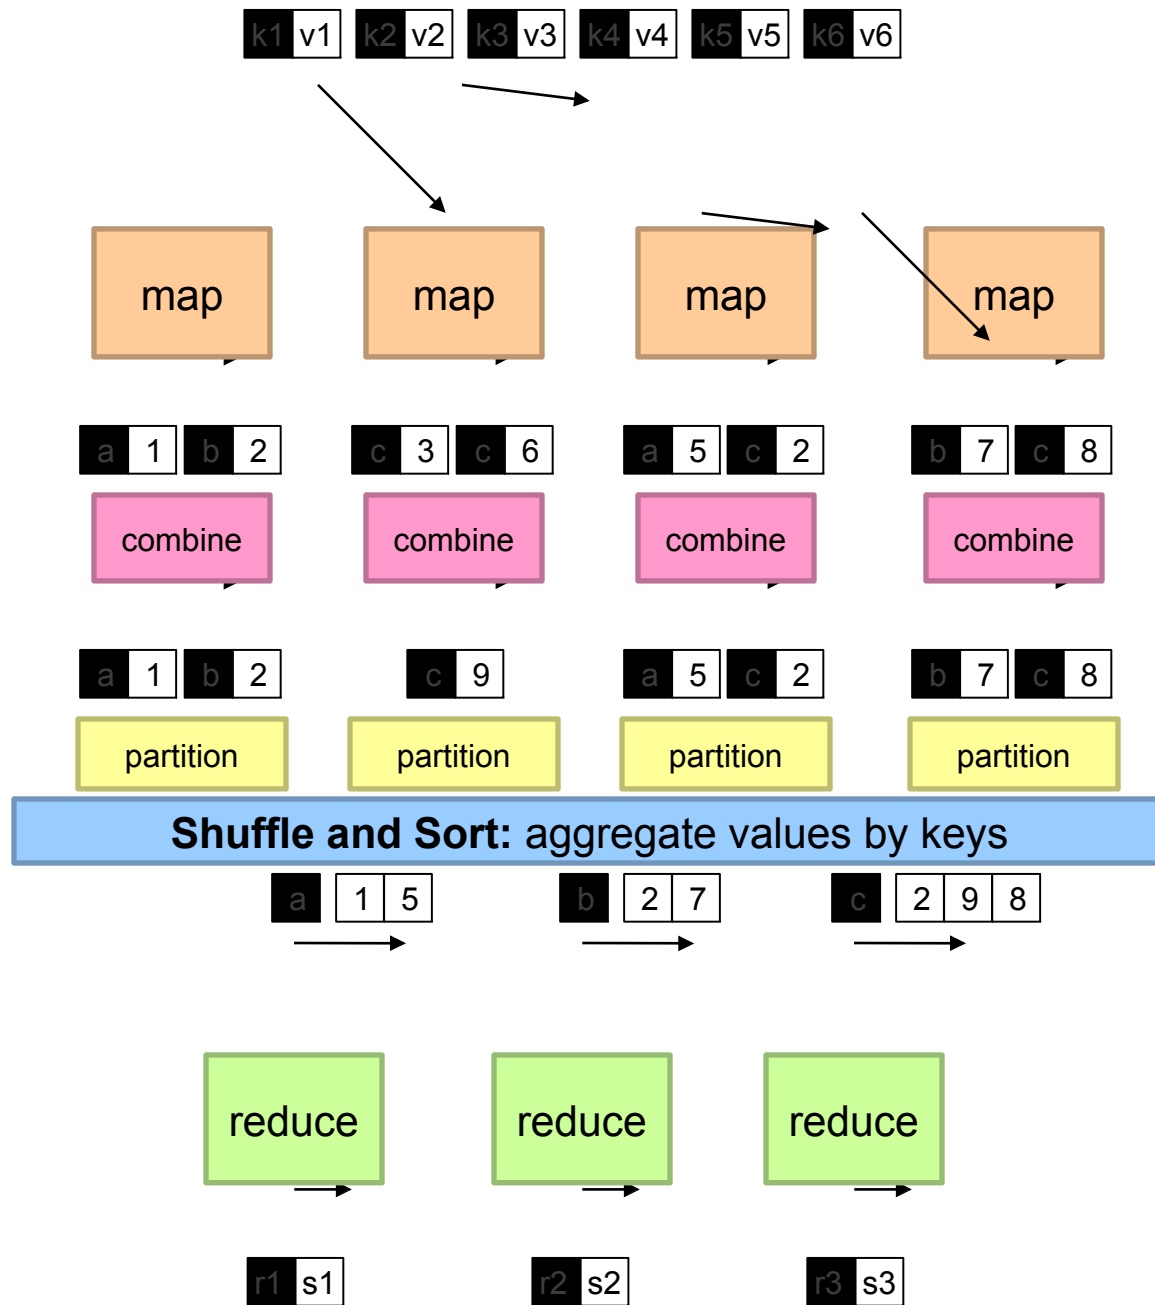 k1 v1 k2 v2 k3 v3 k4 v4 k5 v5 k6 v6
map map map map
a 1 b 2 c 3 c 6 a 5 c 2 b 7 c 8
combine combine combine combine
a 1 b 2 c 9 a 5 c 2 b 7 c 8
partition partition partition partition
Shuffle and Sort: aggregate values by keys
a 1 5 b 2 7 c 2 9 8
reduce reduce reduce
r1 s1 r2 s2 r3 s3